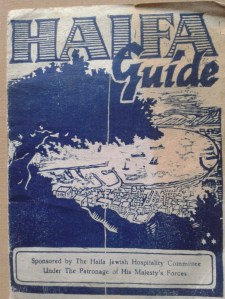 HAIFA
Guide
Sponsored by The Haifa Jewish Hospitality Committee
Under The Patronage of His Majesty's Forces